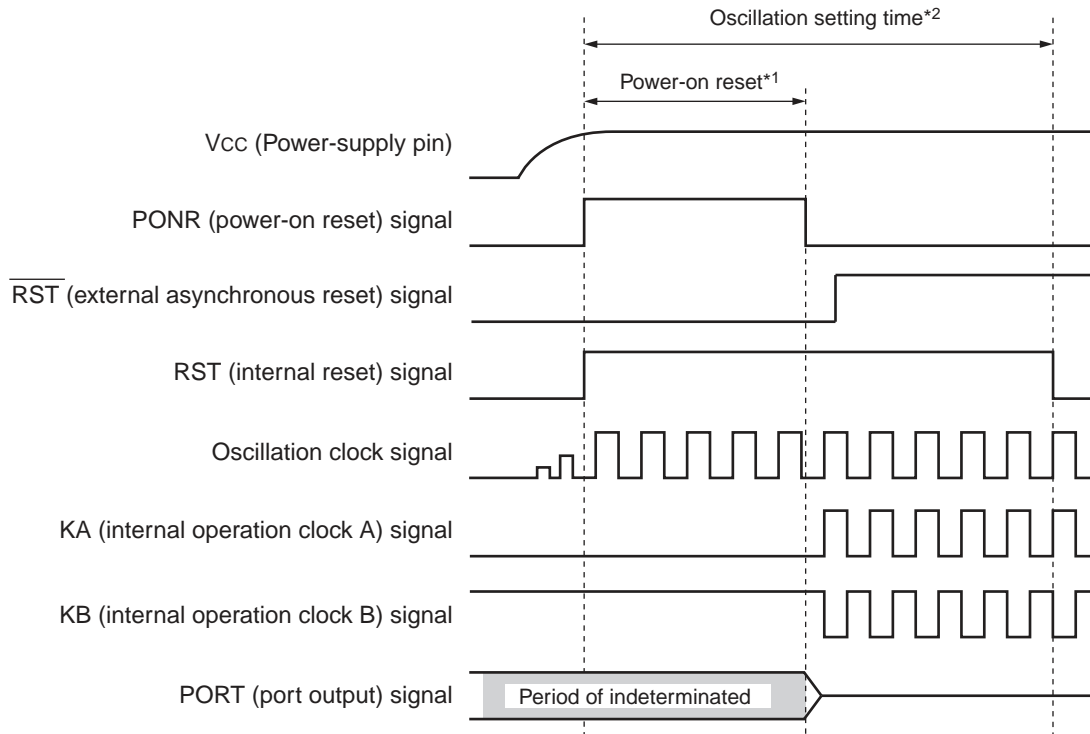 Oscillation setting time*2
Power-on reset*1
Vcc (Power-supply pin)
PONR (power-on reset) signal
RST (external asynchronous reset) signal
RST (internal reset) signal
Oscillation clock signal
KA (internal operation clock A) signal
KB (internal operation clock B) signal
PORT (port output) signal
Period of indeterminated